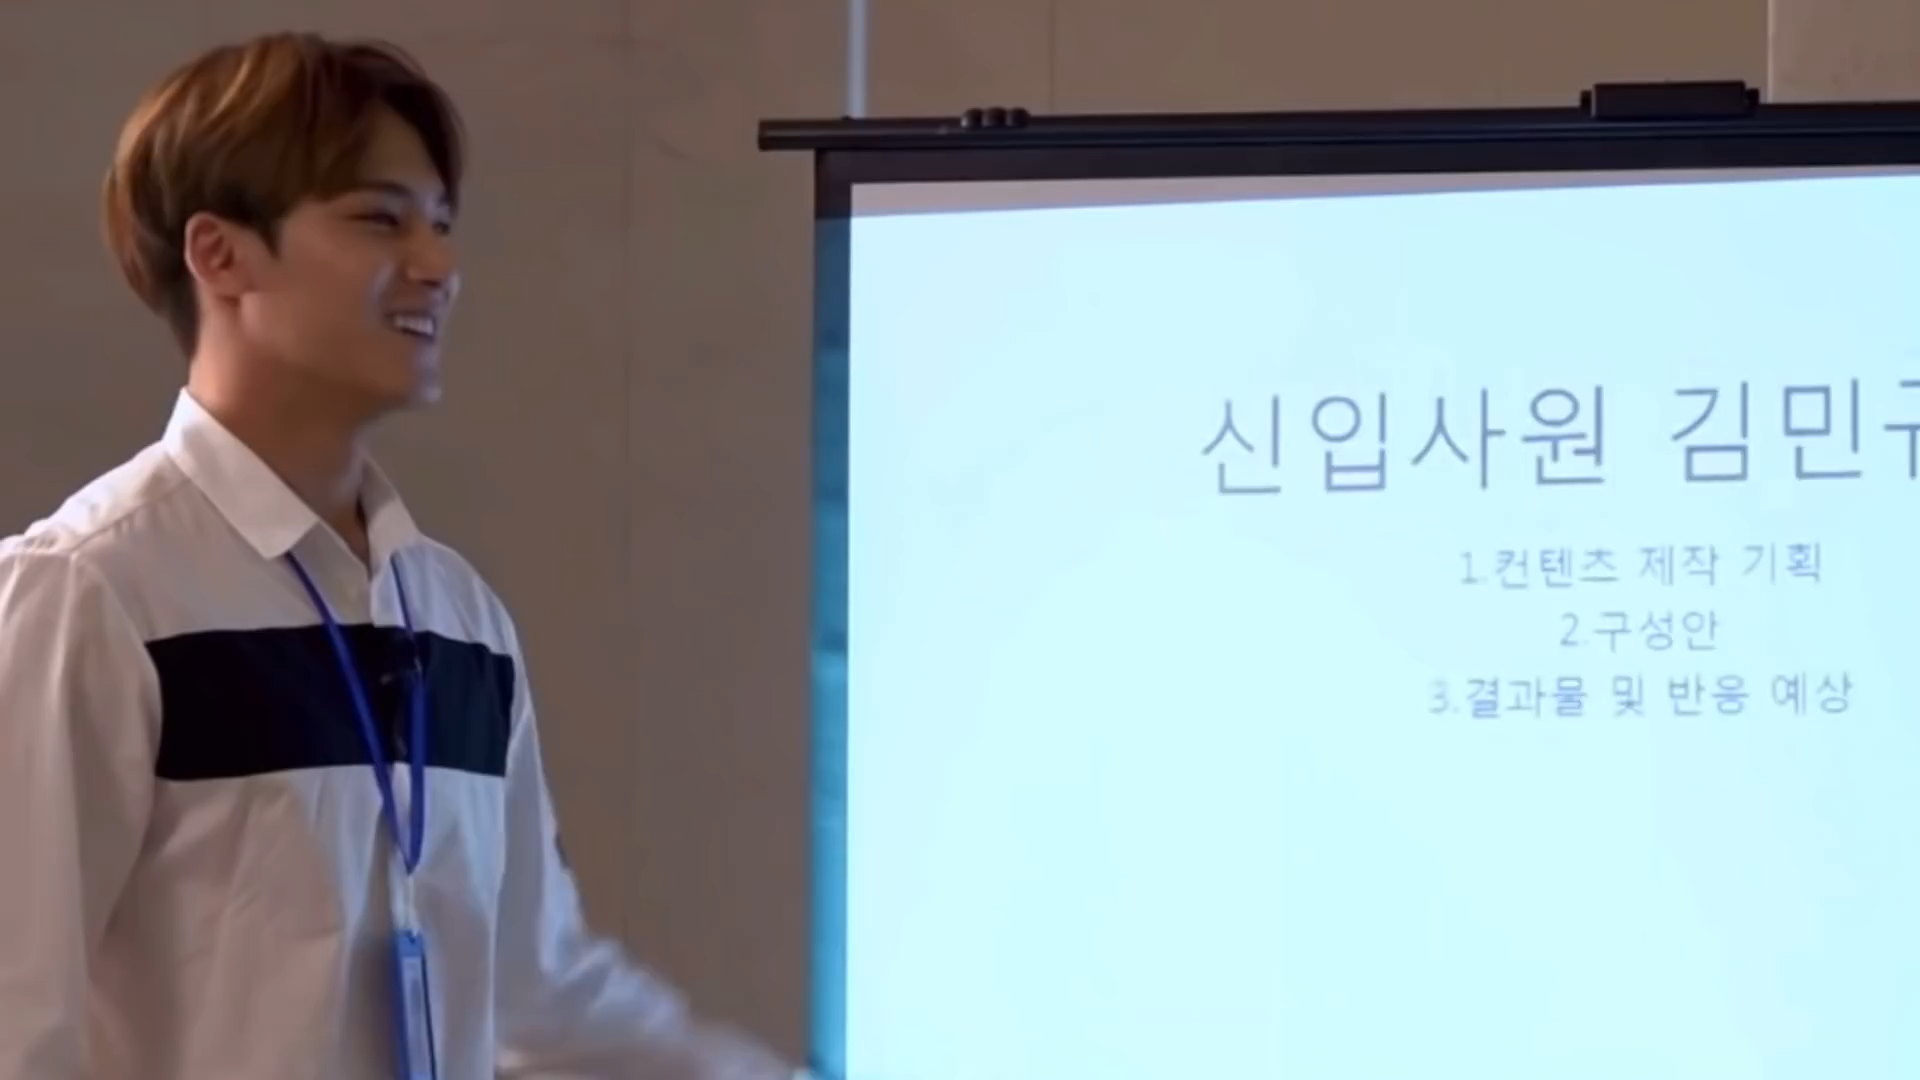 신입사원 김민규
1.컨텐츠 제작 기획
2.구성안
3.결과물 및 반응 예상